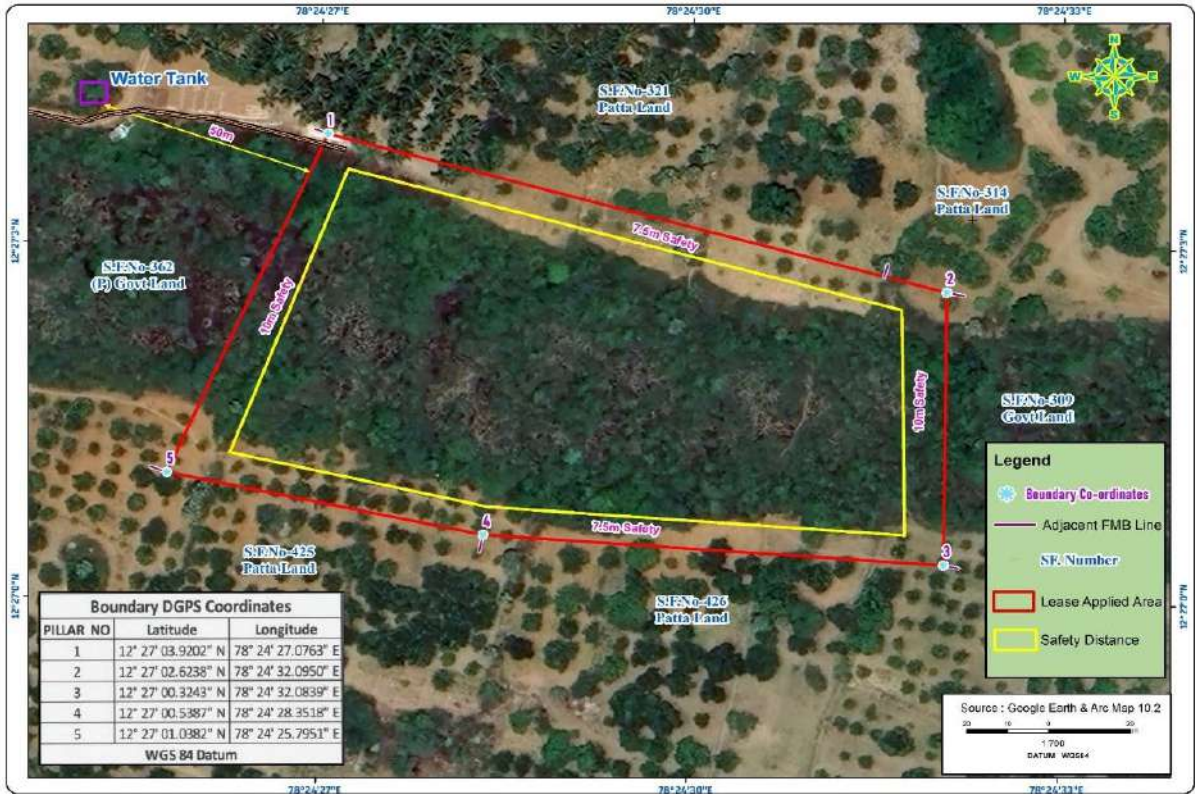 78°24'27"E
78°24'30"E
78°24'33"E
N
W E
S
Water Tank
50m
1
S.F.No-321
Patta Land
S.F.No-314
Patta Land
12°27'3"N
12°27'3"N
7.5m Safety
2
S.F.No-362
(P) Govt Land
10m Safety
10m Safety
S.F.No-309
Govt Land
5
4
7.5m Safety
3
S.F.No-425
Patta Land
S.F.No-426
Patta Land
12°27'0"N
12°27'0"N
Legend
Boundary Co-ordinates
Adjacent FMB Line
SF. Number
Lease Applied Area
Safety Distance
Boundary DGPS Coordinates
PILLAR NO Latitude Longitude
1 12° 27' 03.9202" N 78° 24' 27.0763" E
2 12° 27' 02.6238" N 78° 24' 32.0950" E
3 12° 27' 00.3243" N 78° 24' 32.0839" E
4 12° 27' 00.5387" N 78° 24' 28.3518" E
5 12° 27' 01.0382" N 78° 24' 25.7951" E
WGS 84 Datum
Source : Google Earth & Arc Map 10.2
20 10 0 20
1:700
DATUM WGS84
78°24'27"E
78°24'30"E
78°24'33"E